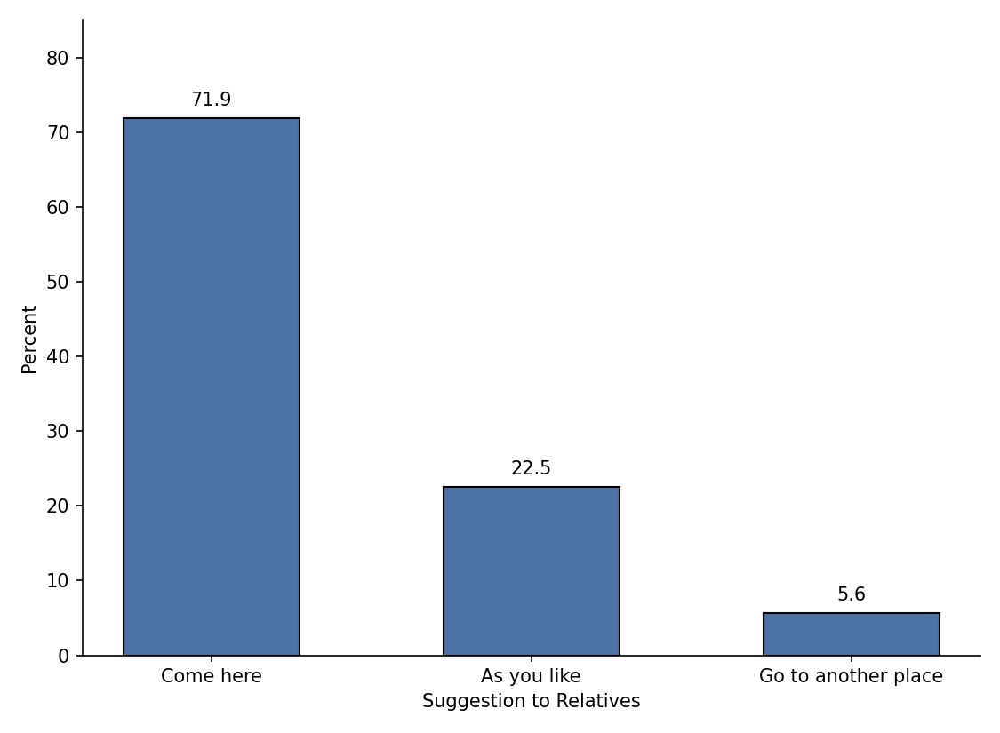 80
70
60
50
40
30
20
10
0
Percent
71.9
22.5
5.6
Come here
As you like
Go to another place
Suggestion to Relatives